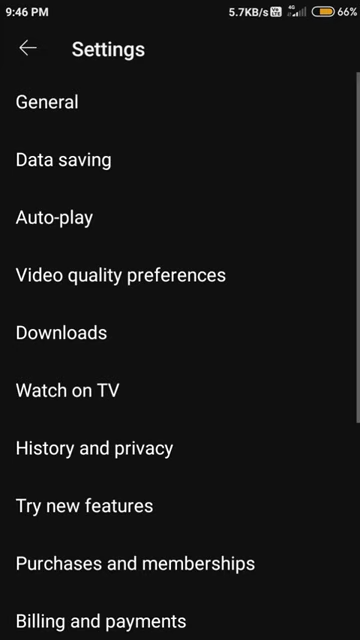 9:46 PM 5.7KB/s 4G 66%
Settings
General
Data saving
Auto-play
Video quality preferences
Downloads
Watch on TV
History and privacy
Try new features
Purchases and memberships
Billing and payments